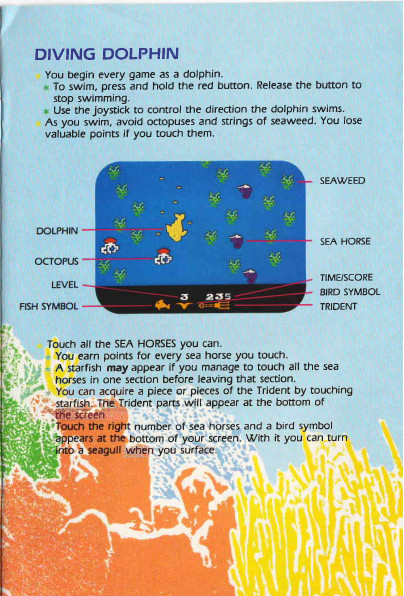 DIVING DOLPHIN
You begin every game as a dolphin.
To swim, press and hold the red button. Release the button to
stop swimming.
Use the joystick to control the direction the dolphin swims.
As you swim, avoid octopuses and strings of seaweed. You lose
valuable points if you touch them.
SEAWEED
DOLPHIN
SEA HORSE
OCTOPUS
LEVEL
TIME/SCORE
3 235
BIRD SYMBOL
FISH SYMBOL
TRIDENT
Touch all the SEA HORSES you can.
You earn points for every sea horse you touch.
A starfish may appear if you manage to touch all the sea
horses in one section before leaving that section.
You can acquire a piece or pieces of the Trident by touching
starfish. The Trident parts will appear at the bottom of
the screen.
Touch the right number of sea horses and a bird symbol
appears at the bottom of your screen. With it you can turn
into a seagull when you surface.